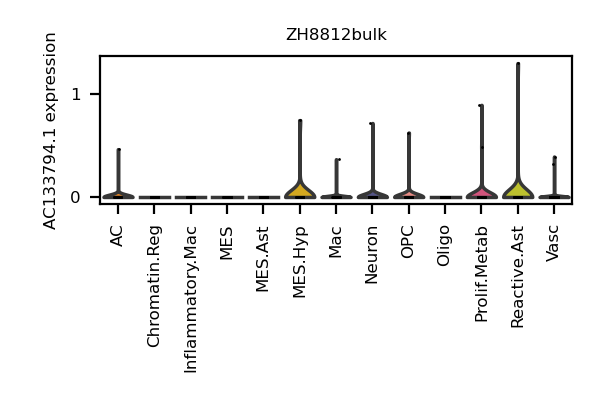 ZH8812bulk
AC133794.1 expression
1
0
AC
Chromatin.Reg
Inflammatory.Mac
MES
MES.Ast
MES.Hyp
Mac
Neuron
OPC
Oligo
Prolif.Metab
Reactive.Ast
Vasc